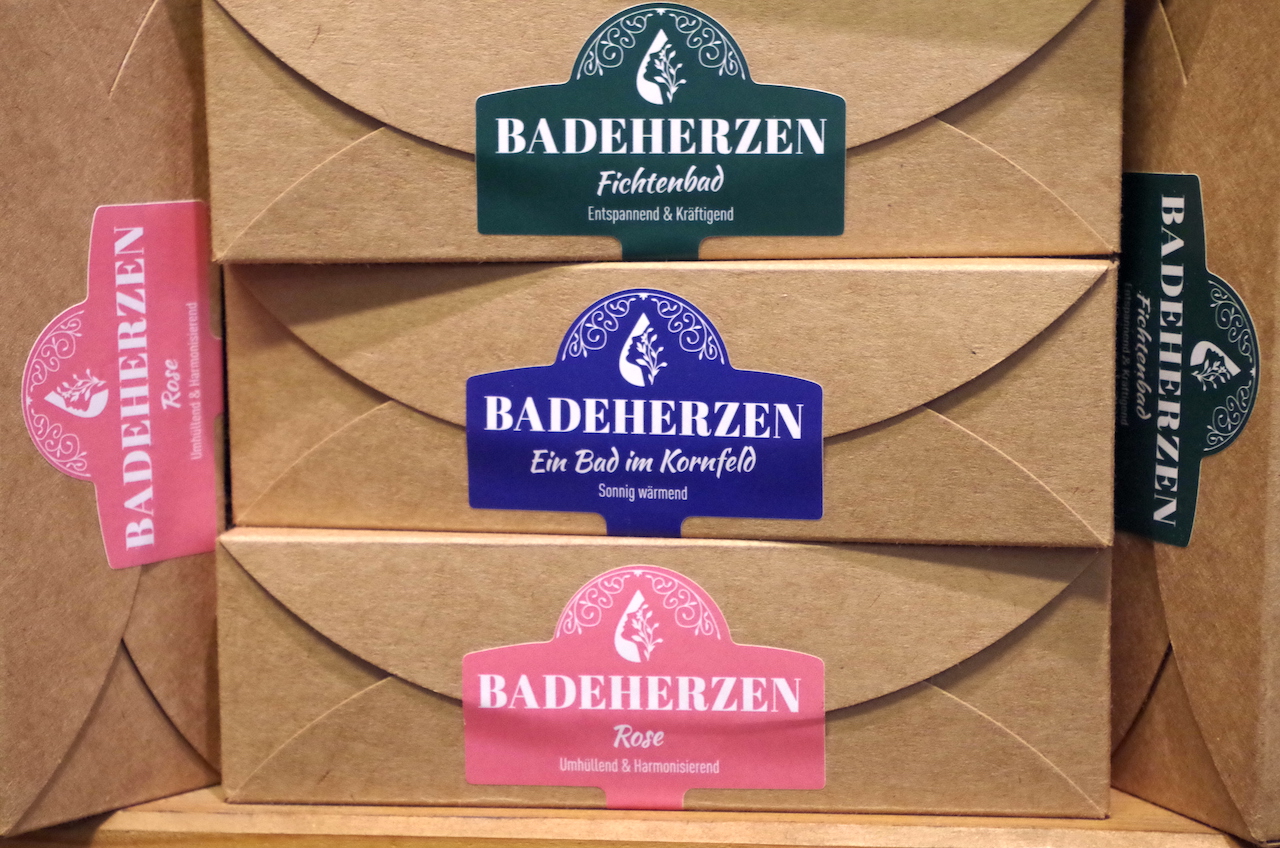 BADEHERZEN
Fichtenbad
Entspannend & Kräftigend
BADEHERZEN
Rose
Umhüllend & Harmonisierend
BADEHERZEN
Ein Bad im Kornfeld
Sonnig wärmend
BADEHERZEN
Fichtenbad
Entspannend & Kräftigend
BADEHERZEN
Rose
Umhüllend & Harmonisierend